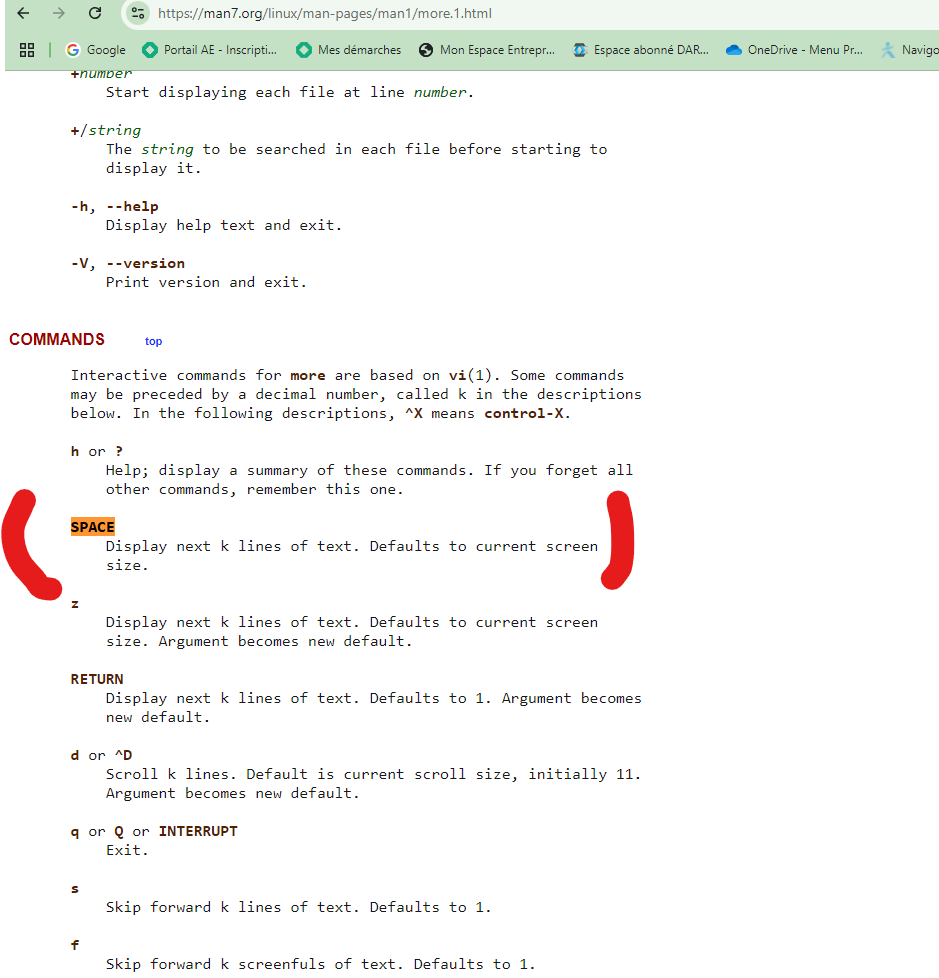 https://man7.org/linux/man-pages/man1/more.1.html
Google Portail AE - Inscripti... Mes démarches Mon Espace Entrepr... Espace abonné DAR... OneDrive - Menu Pr... Navigo
+number
Start displaying each file at line number.
+/string
The string to be searched in each file before starting to
display it.
-h, --help
Display help text and exit.
-V, --version
Print version and exit.
COMMANDS top
Interactive commands for more are based on vi(1). Some commands
may be preceded by a decimal number, called k in the descriptions
below. In the following descriptions, ^X means control-X.
h or ?
Help; display a summary of these commands. If you forget all
other commands, remember this one.
SPACE
Display next k lines of text. Defaults to current screen
size.
z
Display next k lines of text. Defaults to current screen
size. Argument becomes new default.
RETURN
Display next k lines of text. Defaults to 1. Argument becomes
new default.
d or ^D
Scroll k lines. Default is current scroll size, initially 11.
Argument becomes new default.
q or Q or INTERRUPT
Exit.
s
Skip forward k lines of text. Defaults to 1.
f
Skip forward k screenfuls of text. Defaults to 1.